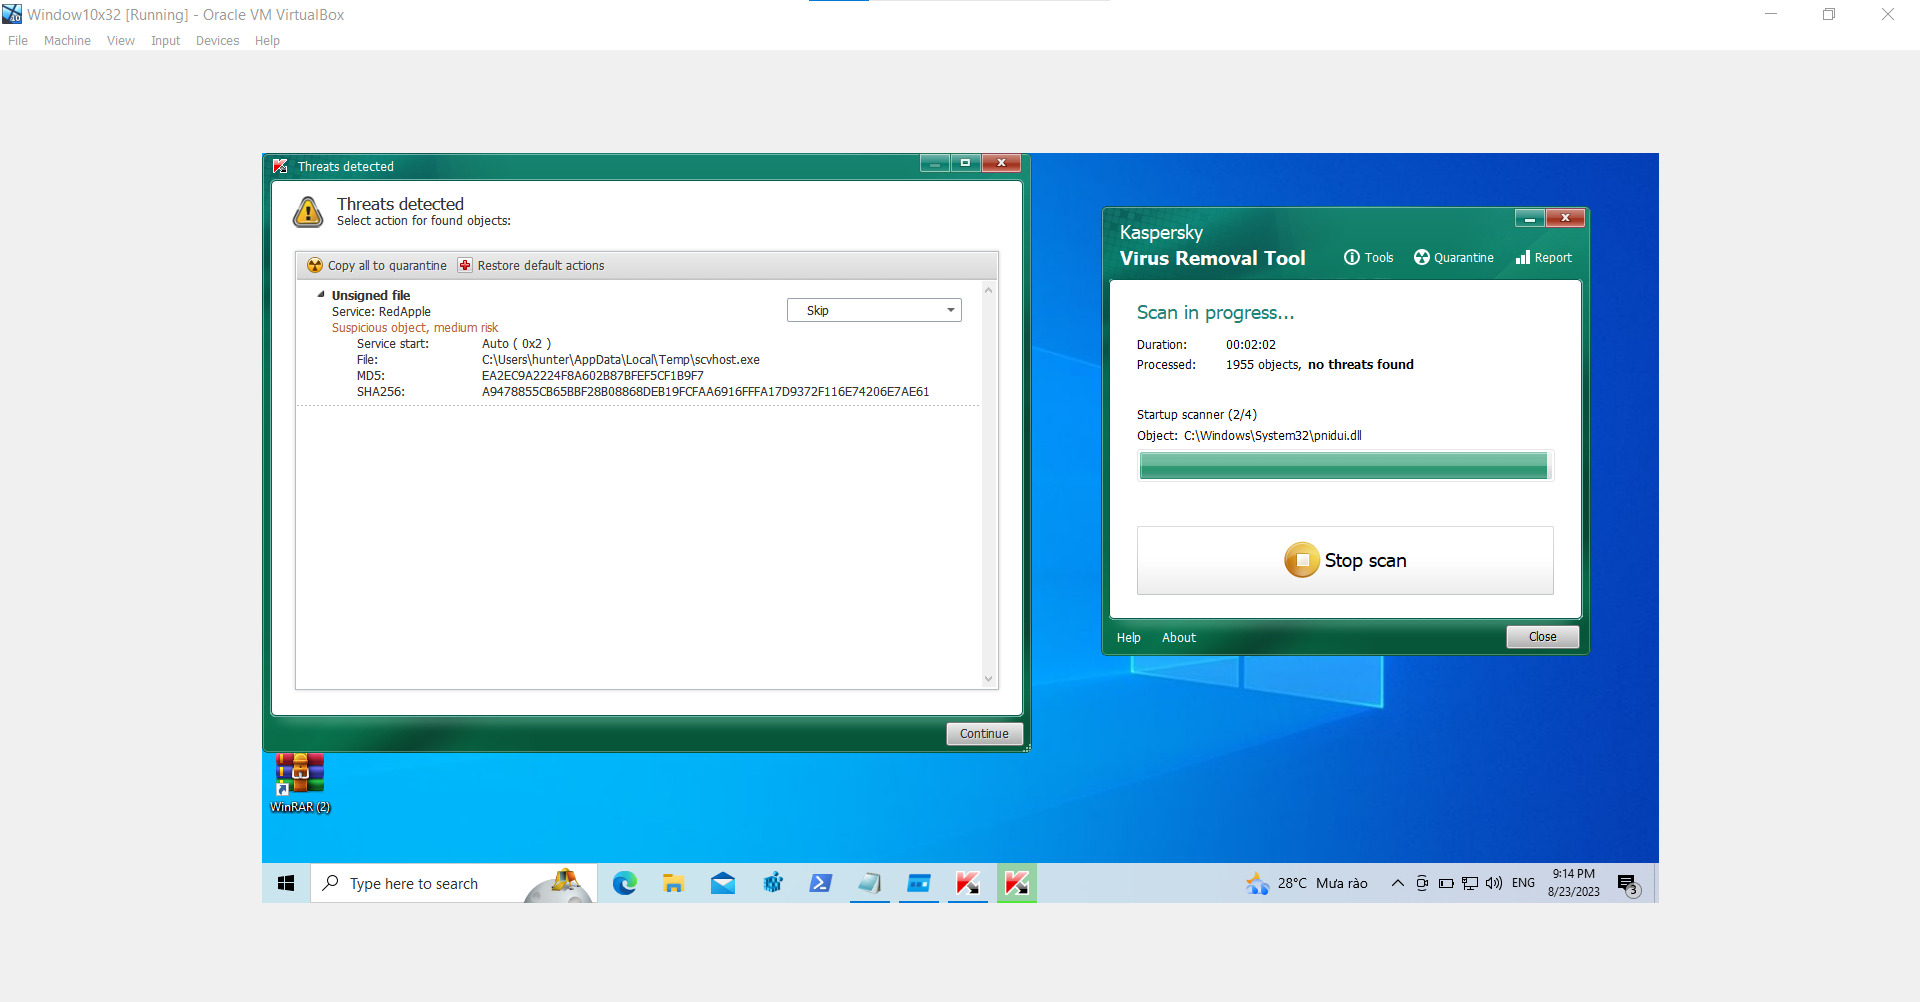 Window10x32 [Running] - Oracle VM VirtualBox
File Machine View Input Devices Help
Threats detected
Threats detected
Select action for found objects:
Copy all to quarantine Restore default actions
Unsigned file
Service: RedApple
Skip
Suspicious object, medium risk
Service start: Auto ( 0x2 )
File: C:\Users\hunter\AppData\Local\Temp\scvhost.exe
MD5: EA2EC9A2224F8A602B87BFEF5CF1B9F7
SHA256: A9478855CB65BBF28B08868DEB19FCFAA6916FFFA17D9372F116E74206E7AE61
Continue
Kaspersky
Virus Removal Tool
Tools Quarantine Report
Scan in progress...
Duration: 00:02:02
Processed: 1955 objects, no threats found
Startup scanner (2/4)
Object: C:\Windows\System32\pnidui.dll
Stop scan
Help About Close
WinRAR (2)
Type here to search
28°C Mưa rào
ENG
9:14 PM
8/23/2023
3